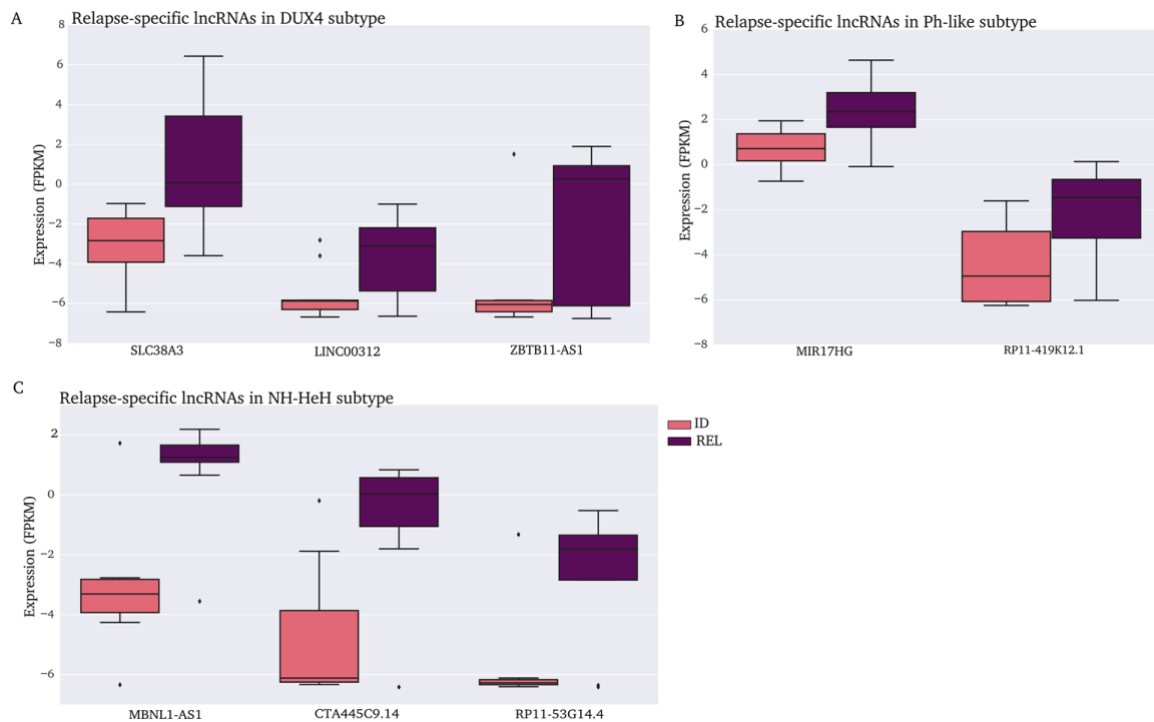 A
Relapse-specific lncRNAs in DUX4 subtype
8
6
4
2
0
−2
−4
−6
−8
Expression (FPKM)
SLC38A3
LINC00312
ZBTB11-AS1
B
Relapse-specific lncRNAs in Ph-like subtype
6
4
2
0
−2
−4
−6
−8
Expression (FPKM)
MIR17HG
RP11-419K12.1
C
Relapse-specific lncRNAs in NH-HeH subtype
2
0
−2
−4
−6
Expression (FPKM)
MBNL1-AS1
CTA445C9.14
RP11-53G14.4
ID
REL